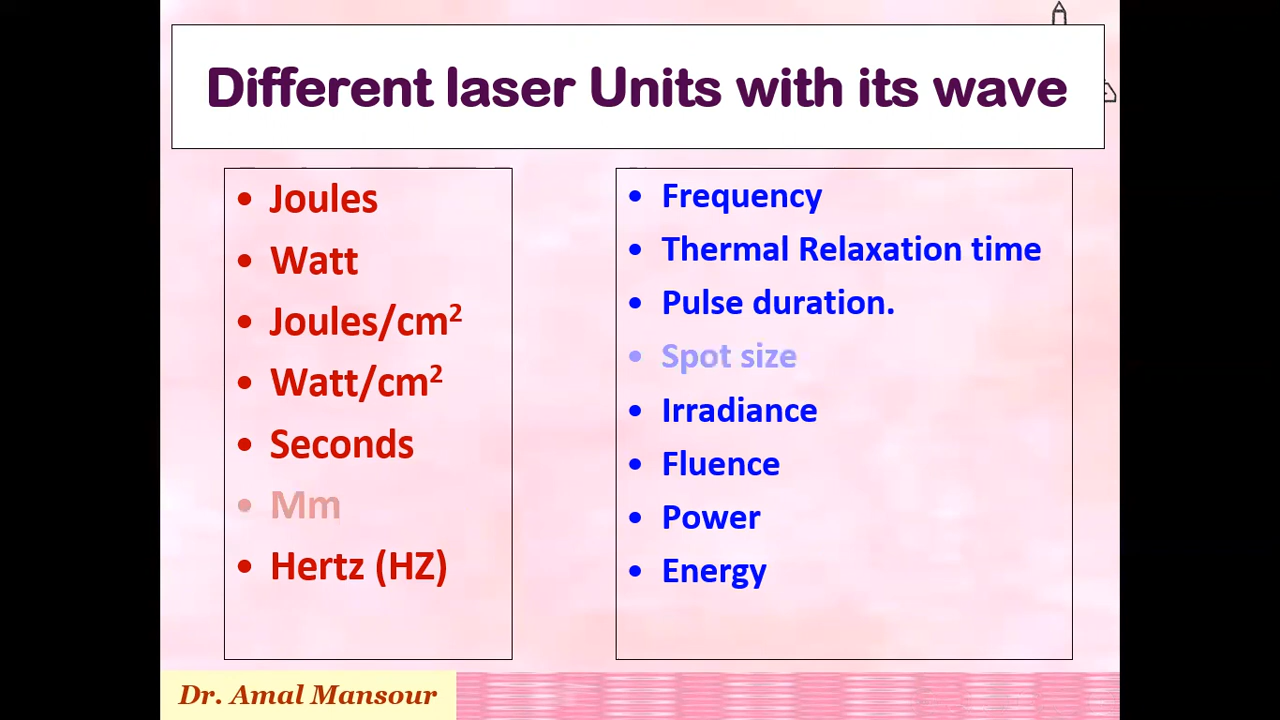 Different laser Units with its wave
• Joules
• Watt
• Joules/cm²
• Watt/cm²
• Seconds
• Mm
• Hertz (HZ)
• Frequency
• Thermal Relaxation time
• Pulse duration.
• Spot size
• Irradiance
• Fluence
• Power
• Energy
Dr. Amal Mansour